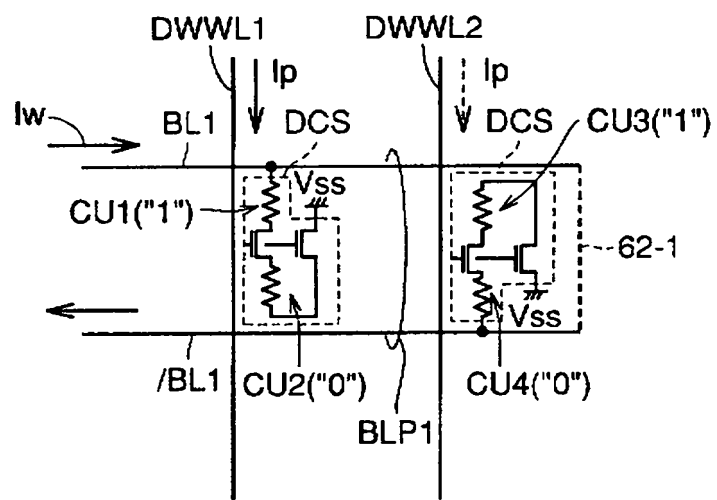 DWWL1
DWWL2
Ip
Ip
Iw
BL1
DCS
DCS
CU3("1")
Vss
CU1("1")
62-1
Vss
/BL1
CU2("0")
CU4("0")
BLP1